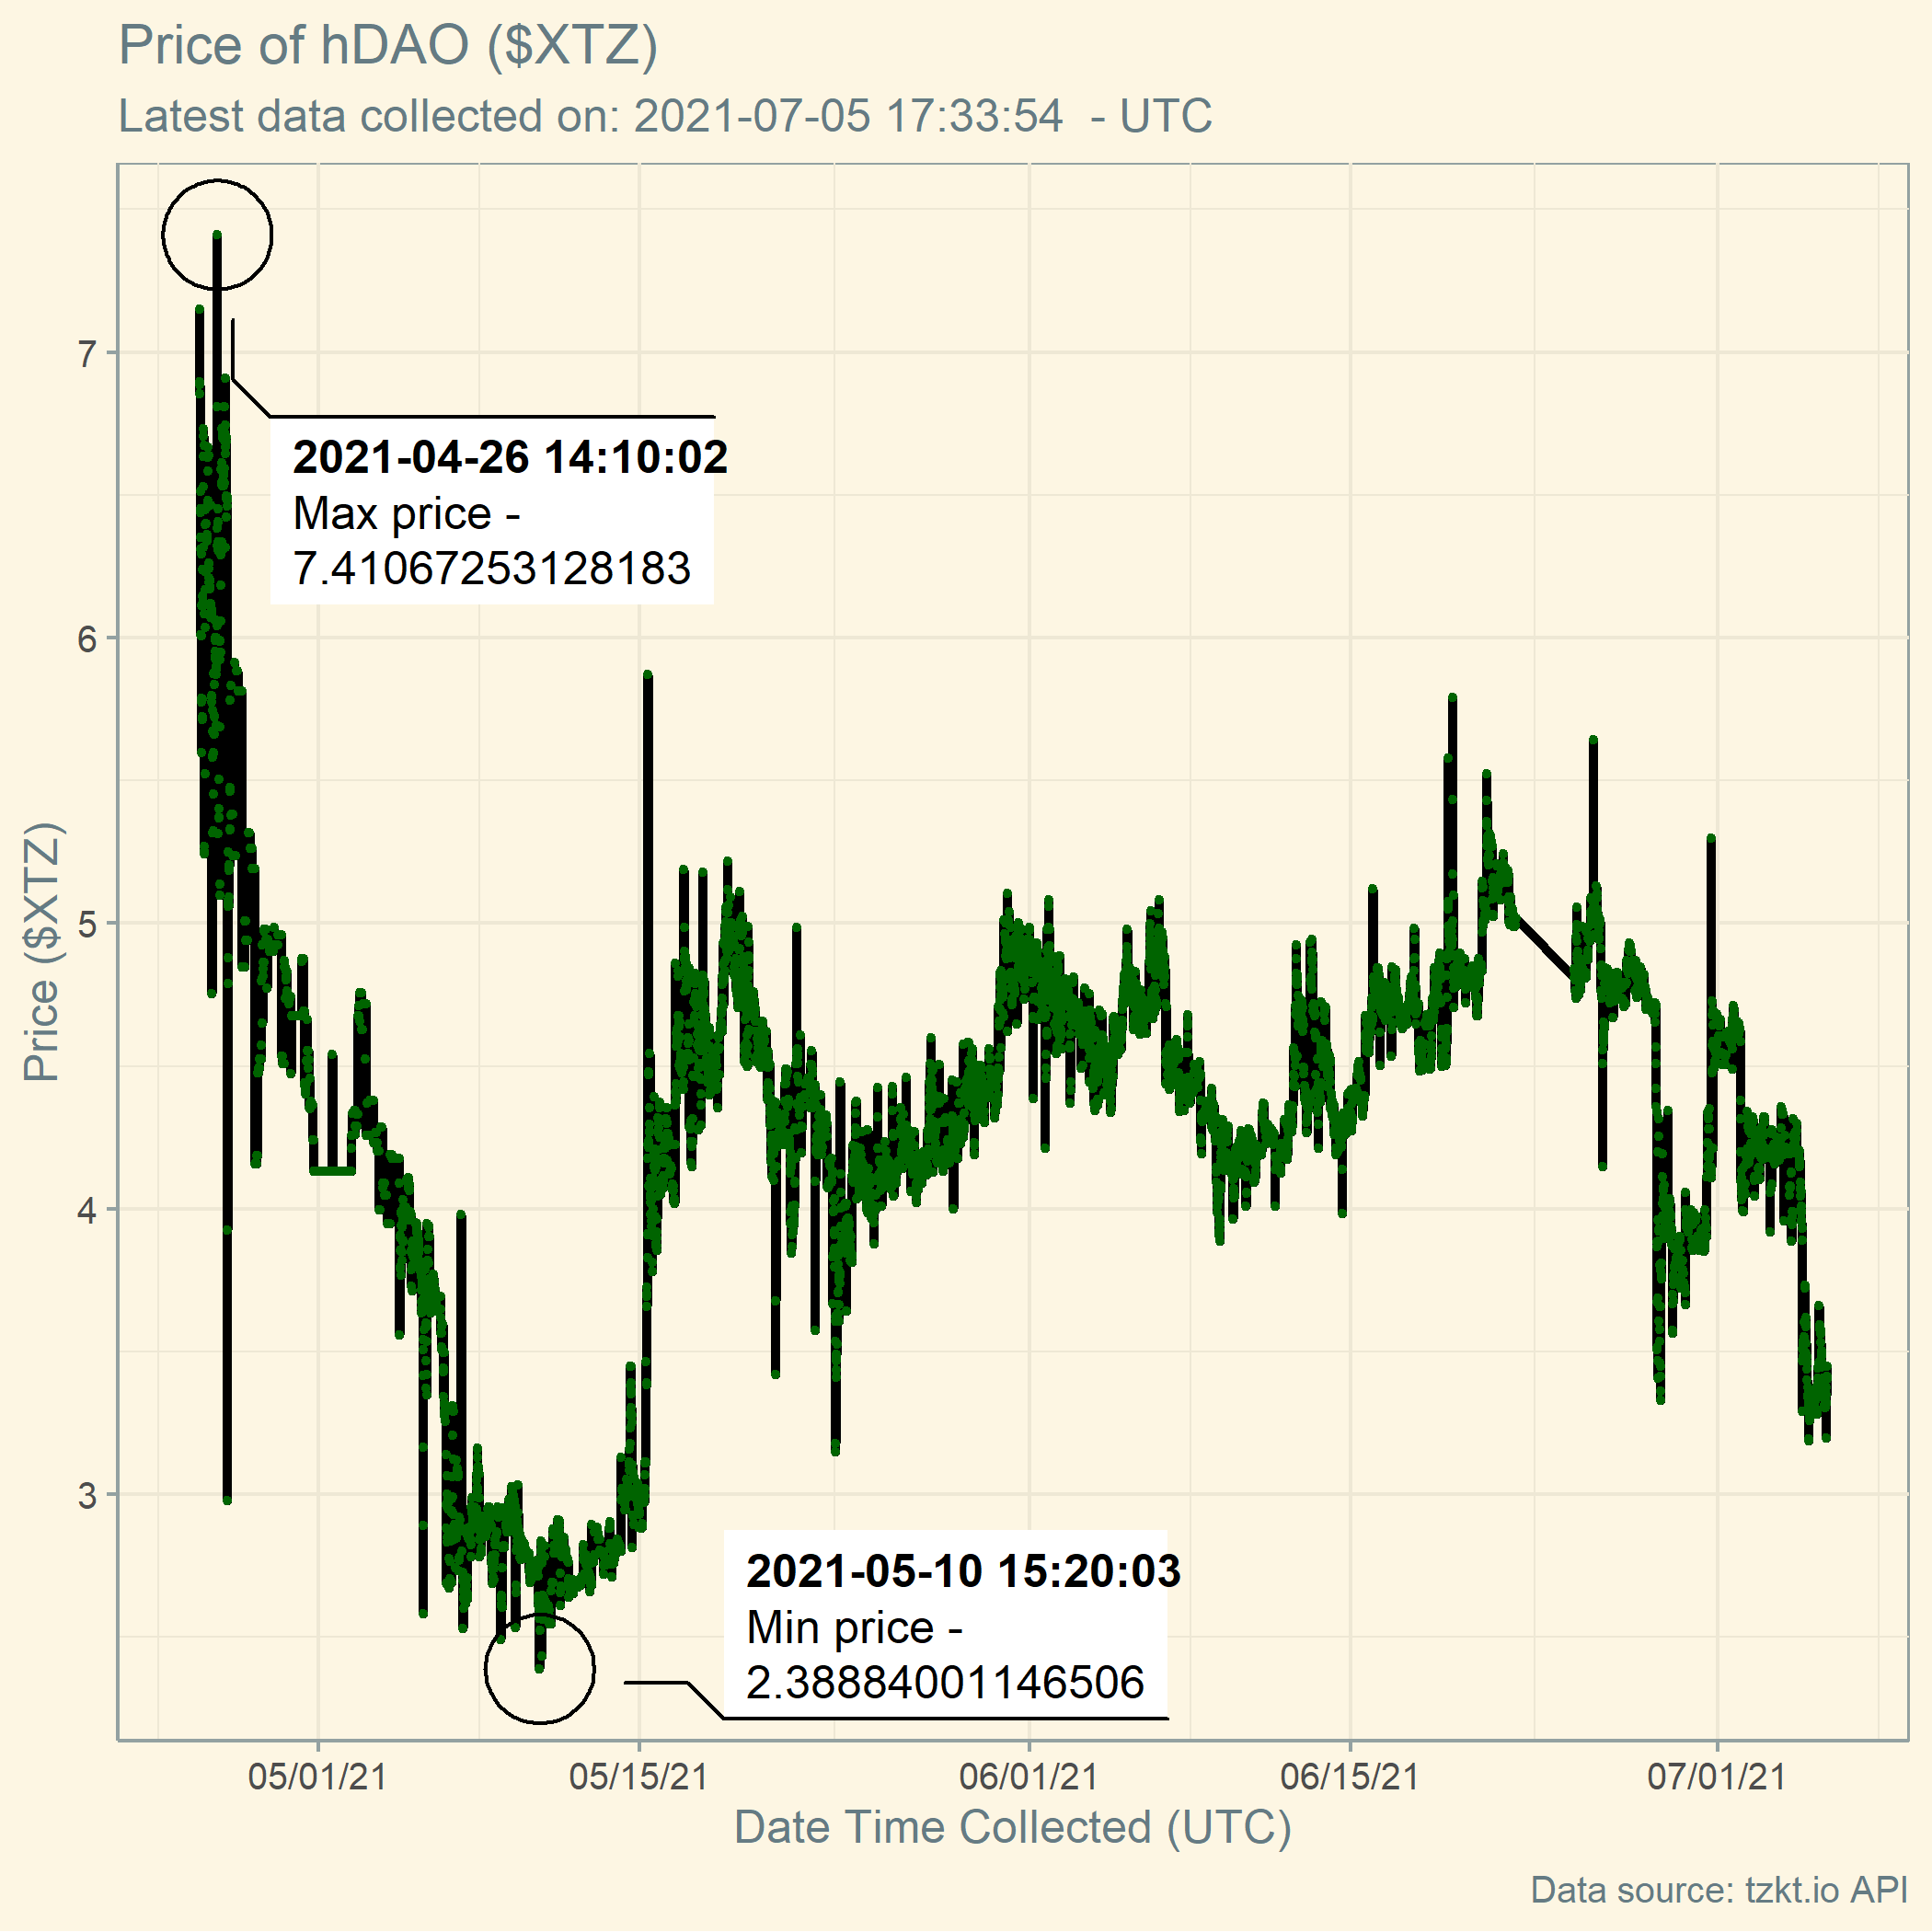 Price of hDAO ($XTZ)
Latest data collected on: 2021-07-05 17:33:54  - UTC
Price ($XTZ)
7
6
5
4
3
2021-04-26 14:10:02
Max price -
7.41067253128183
2021-05-10 15:20:03
Min price -
2.38884001146506
05/01/21
05/15/21
06/01/21
06/15/21
07/01/21
Date Time Collected (UTC)
Data source: tzkt.io API